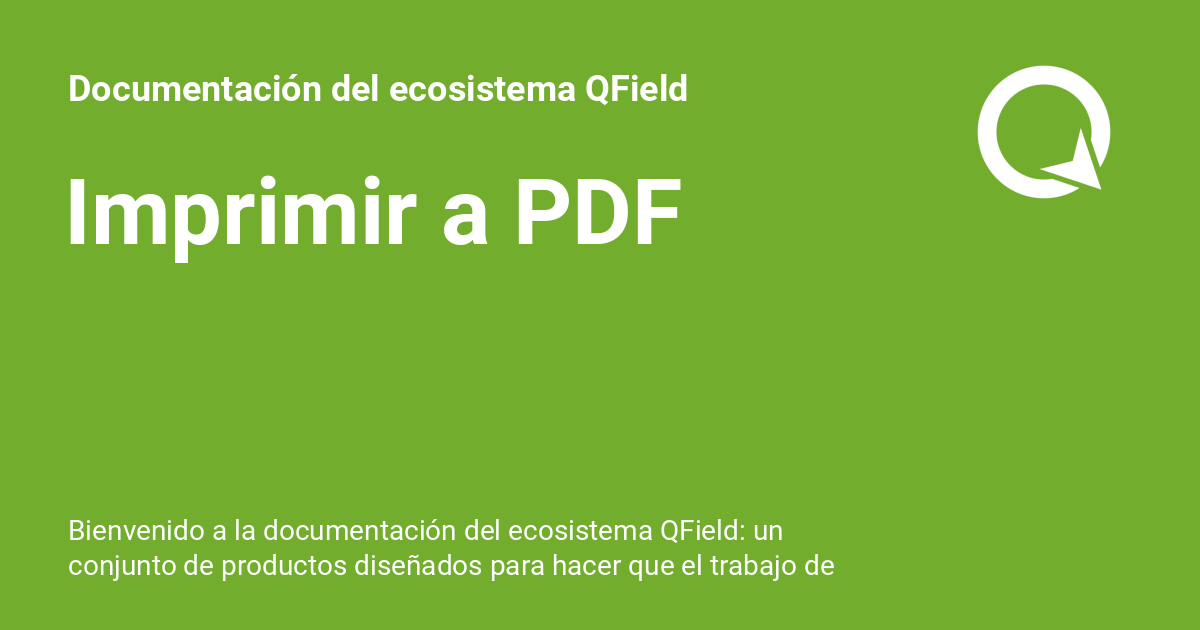 Documentación del ecosistema QField
Imprimir a PDF
Bienvenido a la documentación del ecosistema QField: un
conjunto de productos diseñados para hacer que el trabajo de